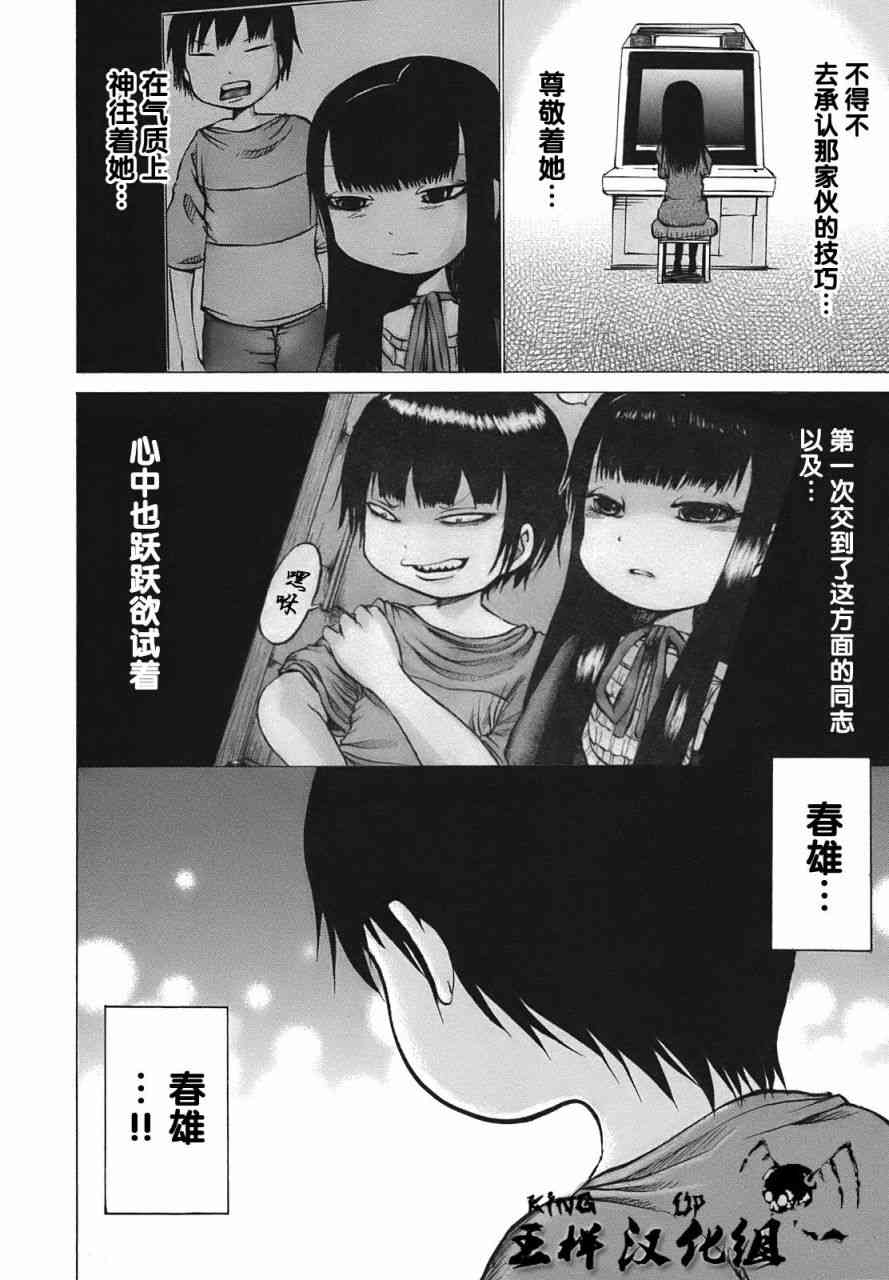 不得不
去承认那家伙的技巧…
尊敬着她…
在气质上
神往着她…
第一次交到了这方面的同志
以及…
嘿咻
心中也跃跃欲试着
春雄…
春雄
…!!
KING
王样汉化组